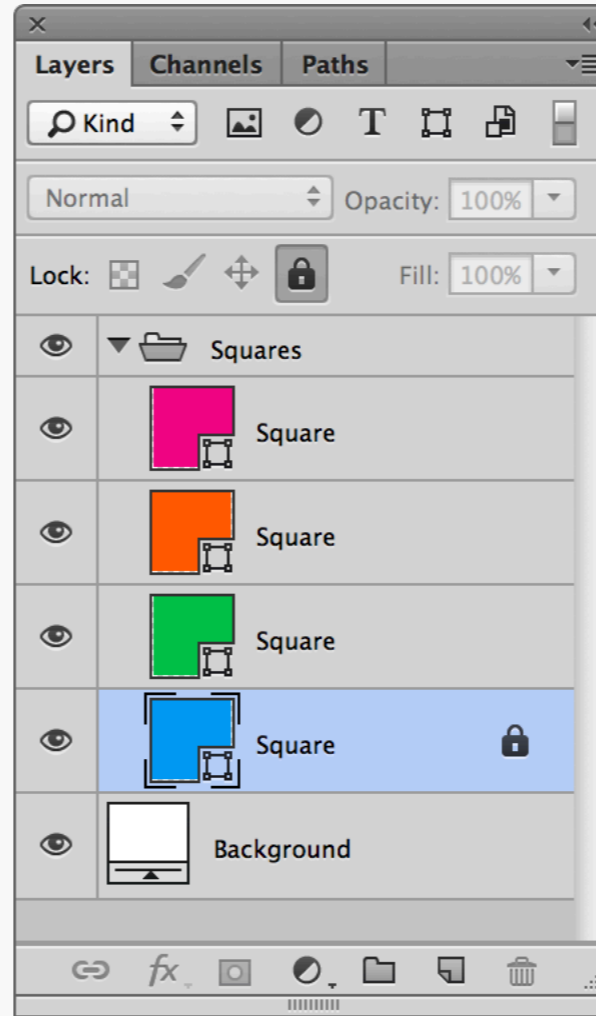 Layers Channels Paths
Kind T
Normal Opacity: 100%
Lock: Fill: 100%
Squares
Square
Square
Square
Square
Background
fx